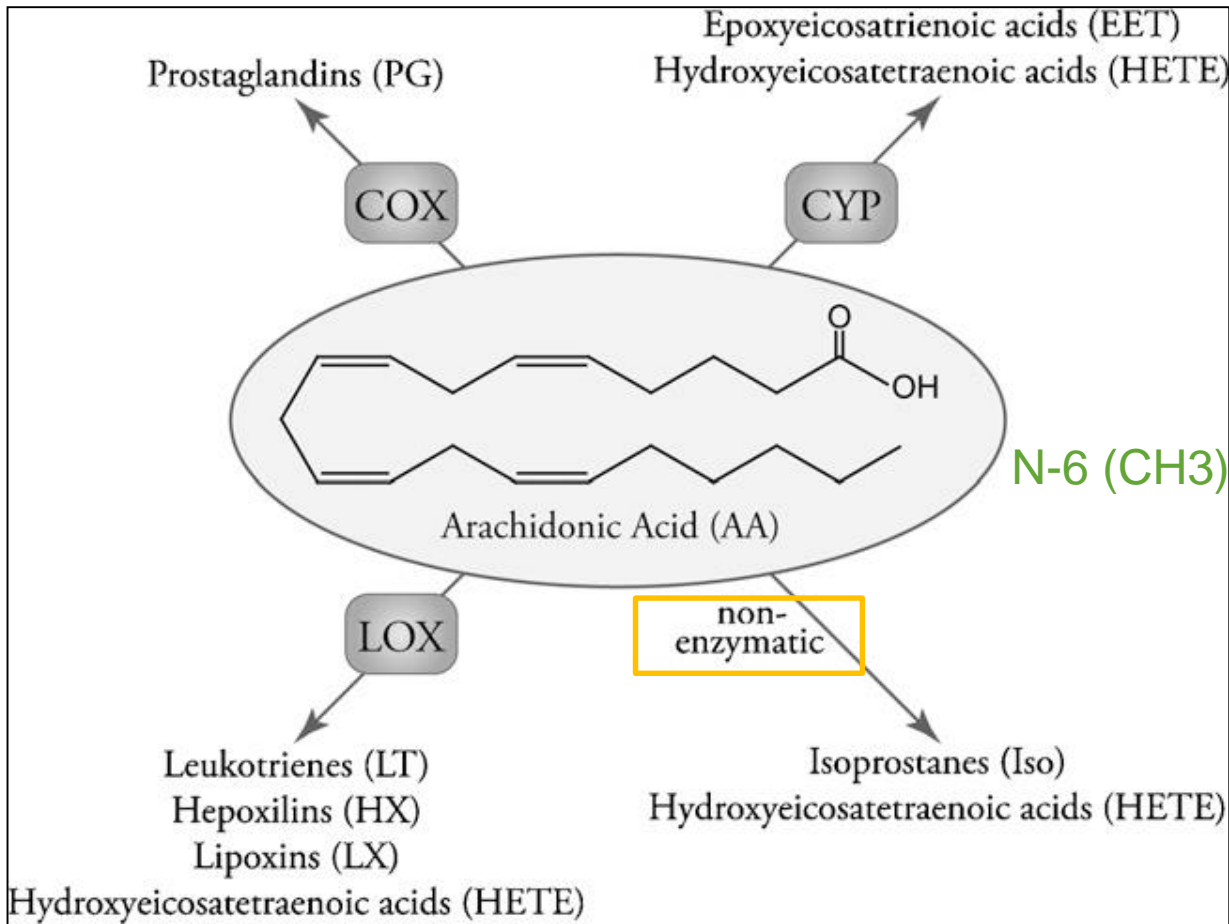 Prostaglandins (PG)
Epoxyeicosatrienoic acids (EET)
Hydroxyeicosatetraenoic acids (HETE)
COX
CYP
O
OH
N-6 (CH3)
Arachidonic Acid (AA)
LOX
non-
enzymatic
Leukotrienes (LT)
Hepoxilins (HX)
Lipoxins (LX)
Hydroxyeicosatetraenoic acids (HETE)
Isoprostanes (Iso)
Hydroxyeicosatetraenoic acids (HETE)